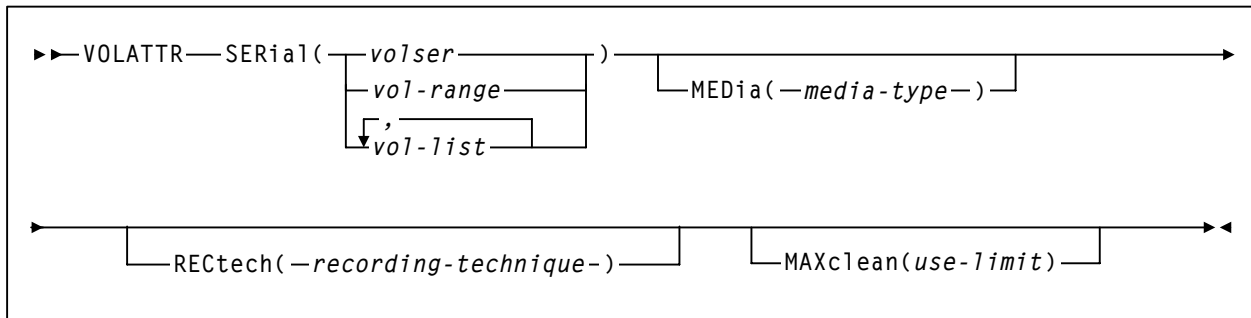 VOLATTR SERial( volser ) MEDia( media-type )
vol-range
,
vol-list
RECtech( recording-technique ) MAXclean(use-limit)